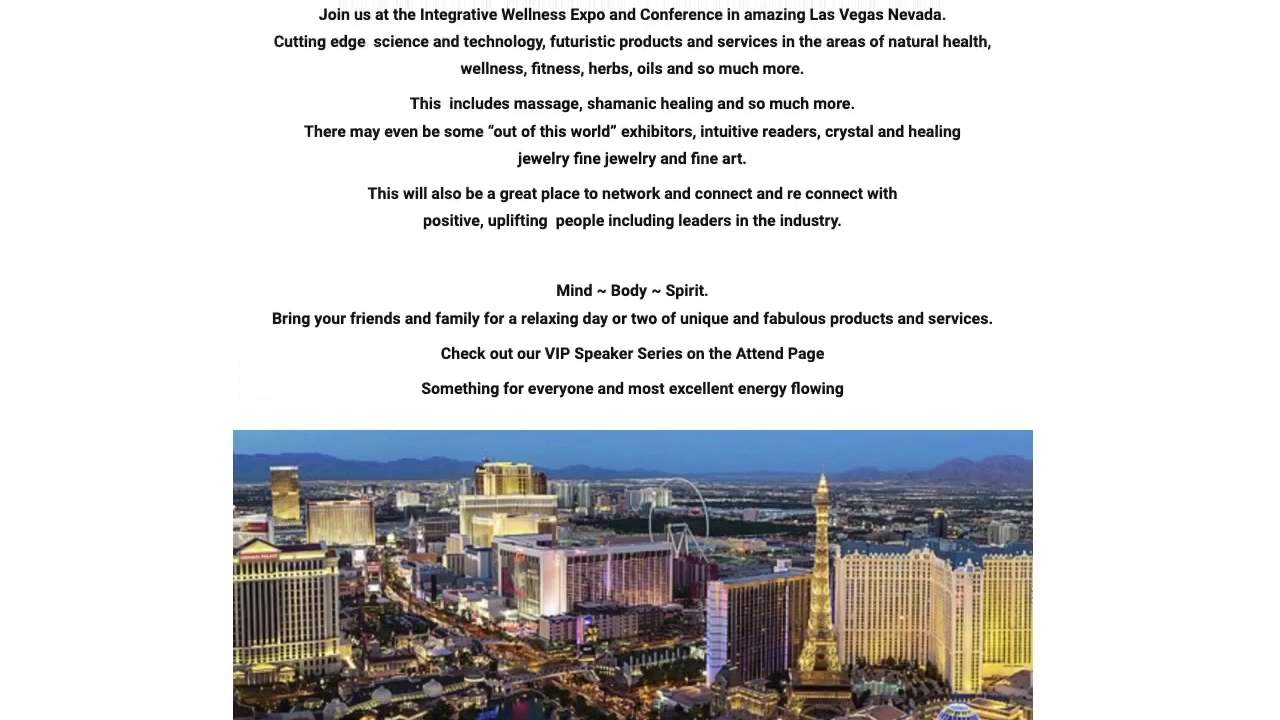 Join us at the Integrative Wellness Expo and Conference in amazing Las Vegas Nevada.
Cutting edge  science and technology, futuristic products and services in the areas of natural health,
wellness, fitness, herbs, oils and so much more.
This  includes massage, shamanic healing and so much more.
There may even be some “out of this world” exhibitors, intuitive readers, crystal and healing
jewelry fine jewelry and fine art.
This will also be a great place to network and connect and re connect with
positive, uplifting  people including leaders in the industry.
Mind ~ Body ~ Spirit.
Bring your friends and family for a relaxing day or two of unique and fabulous products and services.
Check out our VIP Speaker Series on the Attend Page
Something for everyone and most excellent energy flowing